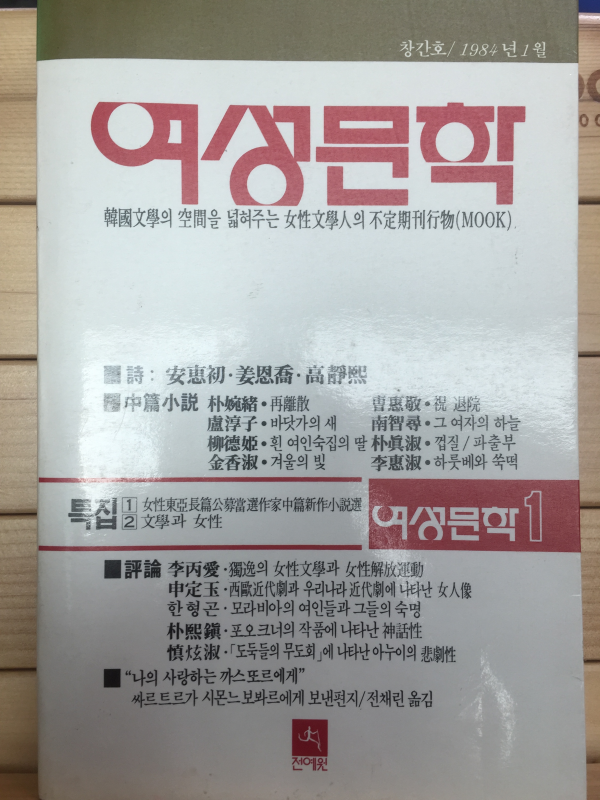 창간호/1984년1월
여성문학
韓國文學의 空間을 넓혀주는 女性文學人의 不定期刊行物(MOOK).
■詩: 安惠初·姜恩喬·高靜熙
■中篇小説 朴婉緖·再離散 曺惠敬·祝 退院
盧淳子·바닷가의 새 南智尋·그 여자의 하늘
柳德姬·흰 여인숙집의 딸 朴眞淑·껍질/파출부
金香淑·겨울의 빛 李惠淑·하룻베와 쑥떡
특집 1 女性東亞長篇公募當選作家中篇新作小説選
2 文學과 女性
여성문학1
■評論 李丙愛·獨逸의 女性文學과 女性解放運動
申定玉·西歐近代劇과 우리나라 近代劇에 나타난 女人像
한형곤·모라비아의 여인들과 그들의 숙명
朴熙鎭·포오크너의 作品에 나타난 神話性
愼炫淑·「도둑들의 무도회」에 나타난 아누이의 悲劇性
■ “나의 사랑하는 까스또르에게”
싸르트르가 시몬느보봐르에게 보낸편지/전채린 옮김
전예원